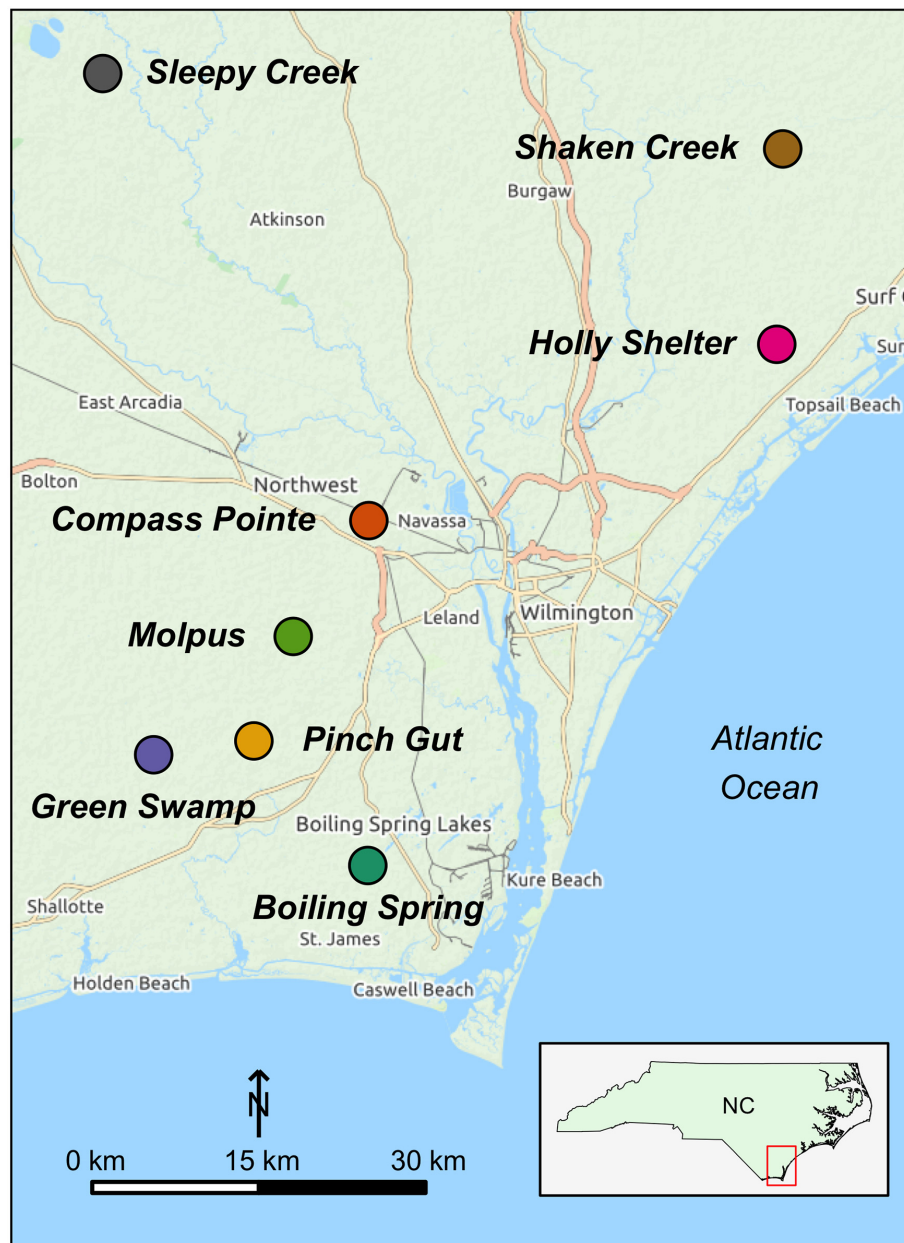 Sleepy Creek
Shaken Creek
Burgaw
Atkinson
Surf
Holly Shelter
East Arcadia
Topsail Beach
Bolton
Northwest
Compass Pointe
Navassa
Molpus
Leland
Wilmington
Pinch Gut
Green Swamp
Atlantic
Ocean
Boiling Spring Lakes
Kure Beach
Shallotte
Boiling Spring
St. James
Holden Beach
Caswell Beach
N
NC
0 km
15 km
30 km